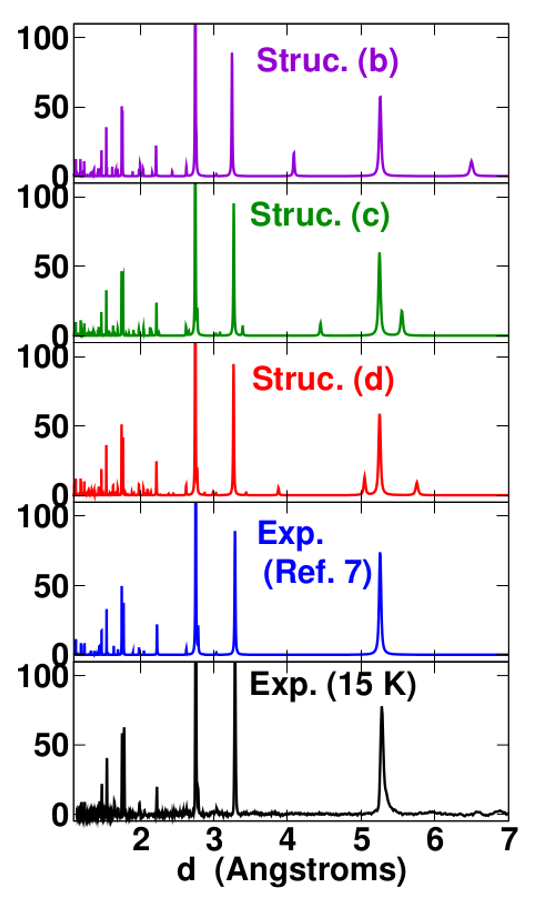 100
Struc. (b)
50
0
100
Struc. (c)
50
0
100
Struc. (d)
50
0
100
Exp.
(Ref. 7)
50
0
100
Exp. (15 K)
50
0
2 3 4 5 6 7
d (Angstroms)